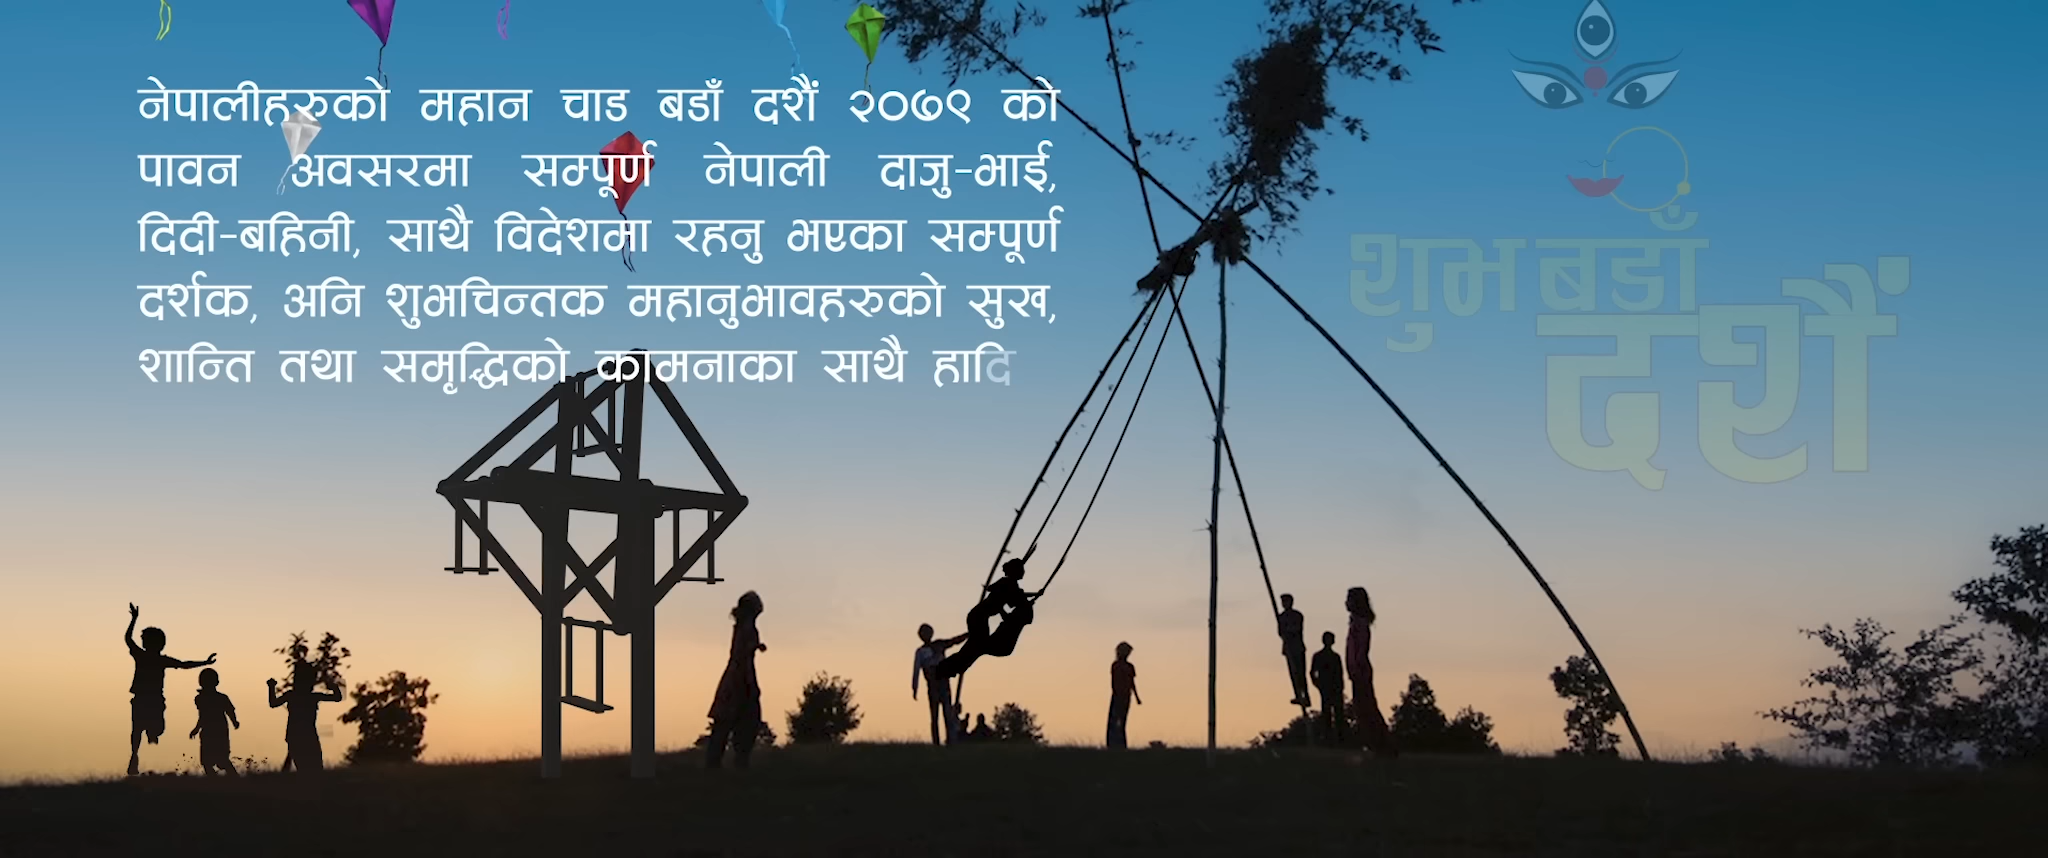 नेपालीहरुको महान चाड बडाँ दशैं २०७९ को
पावन अवसरमा सम्पूर्ण नेपाली दाजु-भाई,
दिदी-बहिनी, साथै विदेशमा रहनु भएका सम्पूर्ण
दर्शक, अनि शुभचिन्तक महानुभावहरुको सुख,
शान्ति तथा समृद्धिको कामनाका साथै हादि
शुभ बडाँ
दशैं